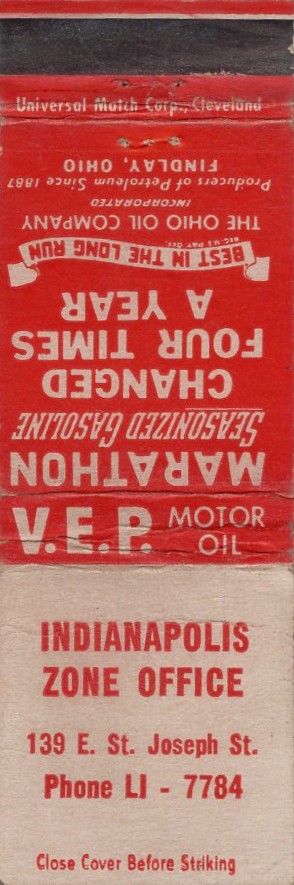 Universal Match Corp., Cleveland
MARATHON
SEASONIZED GASOLINE
CHANGED
FOUR TIMES
A YEAR
BEST IN THE LONG RUN
REG. U.S. PAT. OFF.
THE OHIO OIL COMPANY
INCORPORATED
Producers of Petroleum Since 1887
FINDLAY, OHIO
V.E.P. MOTOR OIL
INDIANAPOLIS
ZONE OFFICE
139 E. St. Joseph St.
Phone LI - 7784
Close Cover Before Striking